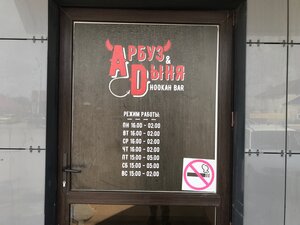 Арбуз
&
Dыня
HOOKAH BAR
РЕЖИМ РАБОТЫ:
ПН 16:00 - 02:00
ВТ 16:00 - 02:00
СР 16:00 - 02:00
ЧТ 16:00 - 02:00
ПТ 15:00 - 05:00
СБ 15:00 - 05:00
ВС 15:00 - 02:00